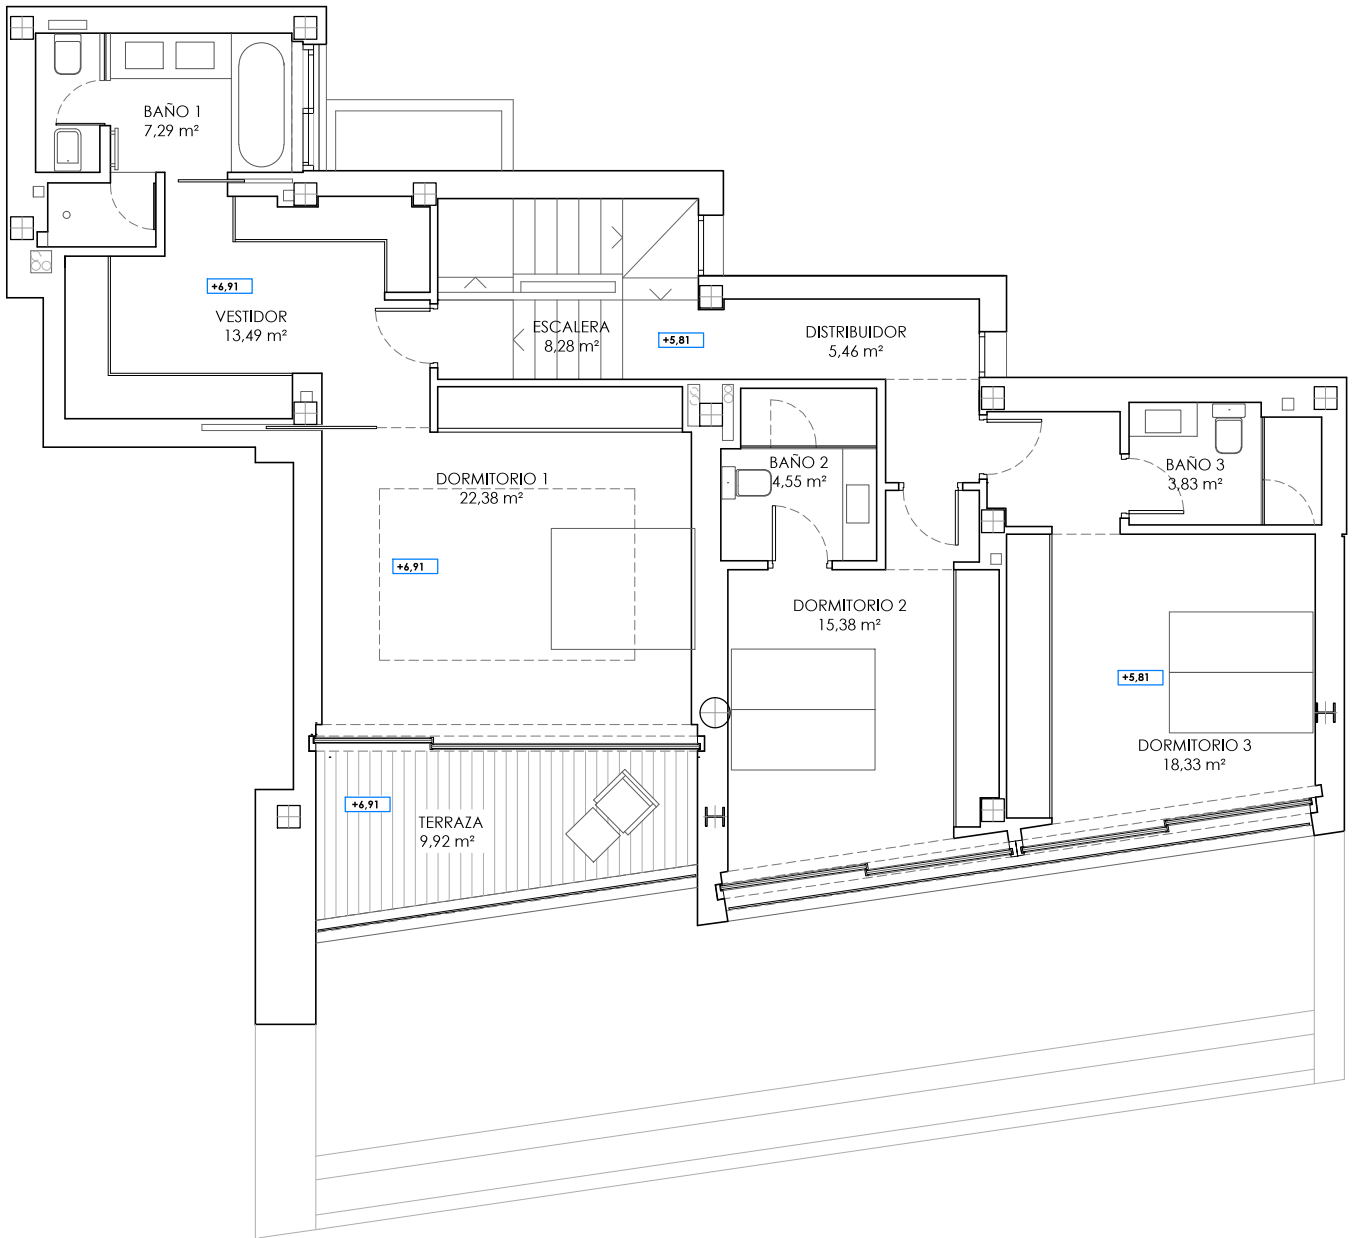 BAÑO 1
7,29 m²
+6,91
VESTIDOR
13,49 m²
ESCALERA
8,28 m²
+5,81
DISTRIBUIDOR
5,46 m²
DORMITORIO 1
22,38 m²
BAÑO 2
4,55 m²
BAÑO 3
3,83 m²
+6,91
DORMITORIO 2
15,38 m²
+5,81
DORMITORIO 3
18,33 m²
+6,91
TERRAZA
9,92 m²